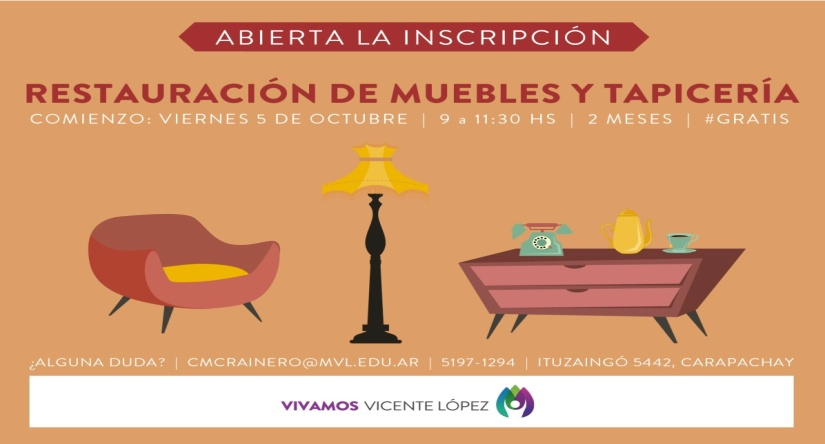 ABIERTA LA INSCRIPCIÓN
RESTAURACIÓN DE MUEBLES Y TAPICERÍA
COMIENZO: VIERNES 5 DE OCTUBRE | 9 a 11:30 HS | 2 MESES | #GRATIS
¿ALGUNA DUDA? | CMCRAINERO@MVL.EDU.AR | 5197-1294 | ITUZAINGÓ 5442, CARAPACHAY
VIVAMOS VICENTE LÓPEZ